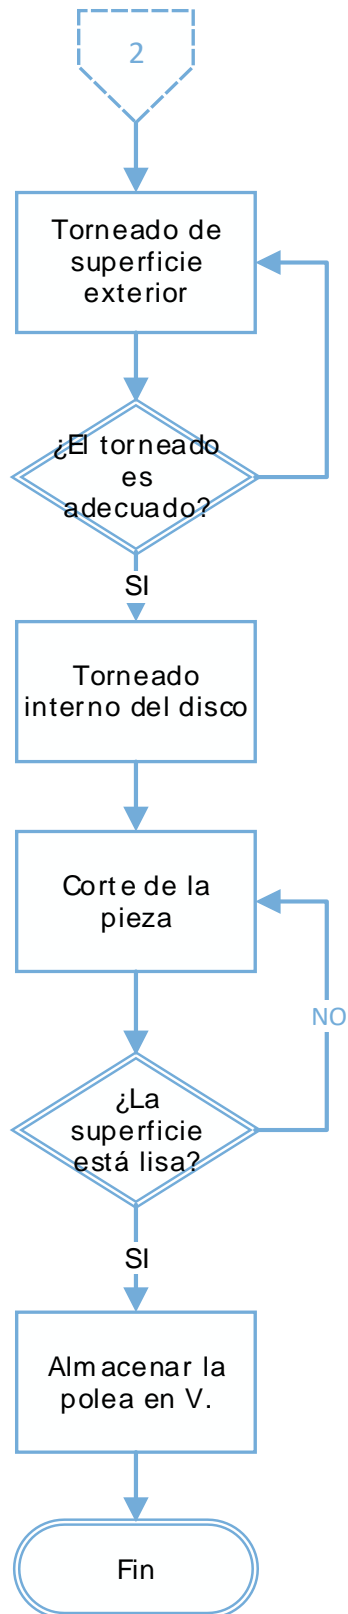 2
Torneado de
superficie
exterior
¿El torneado
es
adecuado?
SI
Torneado
interno del disco
Corte de la
pieza
NO
¿La
superficie
está lisa?
SI
Almacenar la
polea en V.
Fin